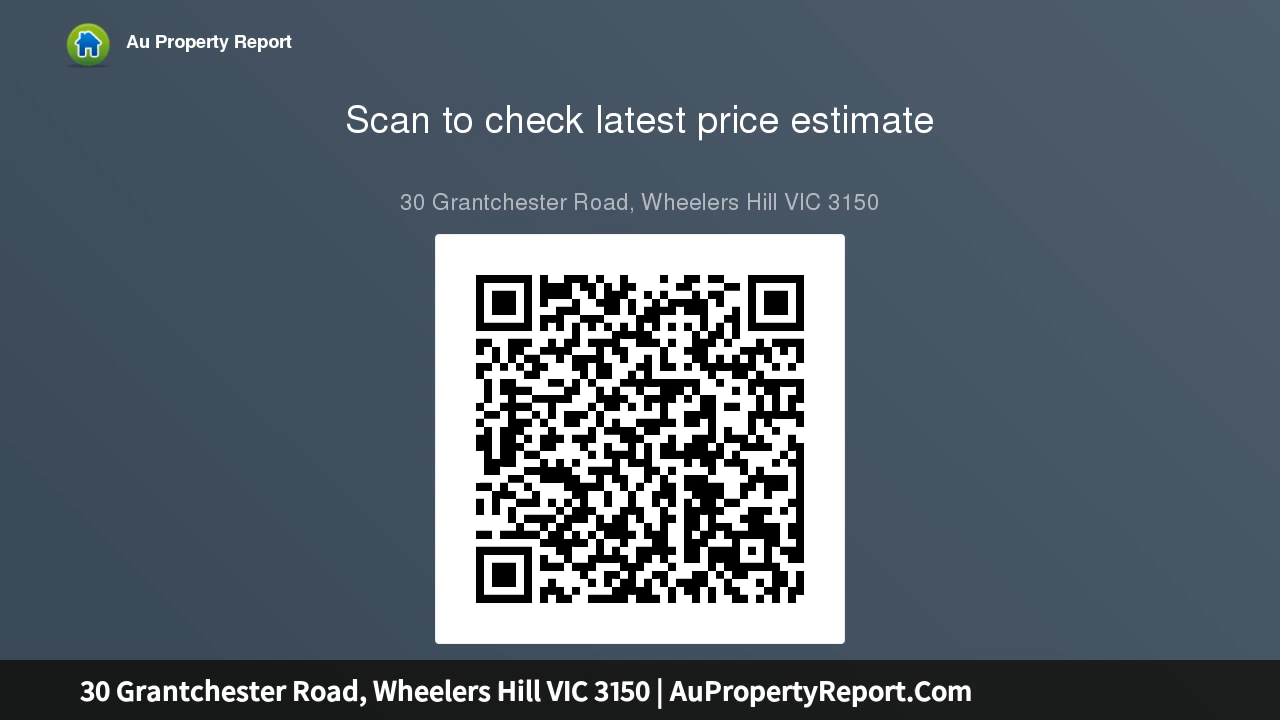 Au Property Report
Scan to check latest price estimate
30 Grantchester Road, Wheelers Hill VIC 3150
30 Grantchester Road, Wheelers Hill VIC 3150 | AuPropertyReport.Com